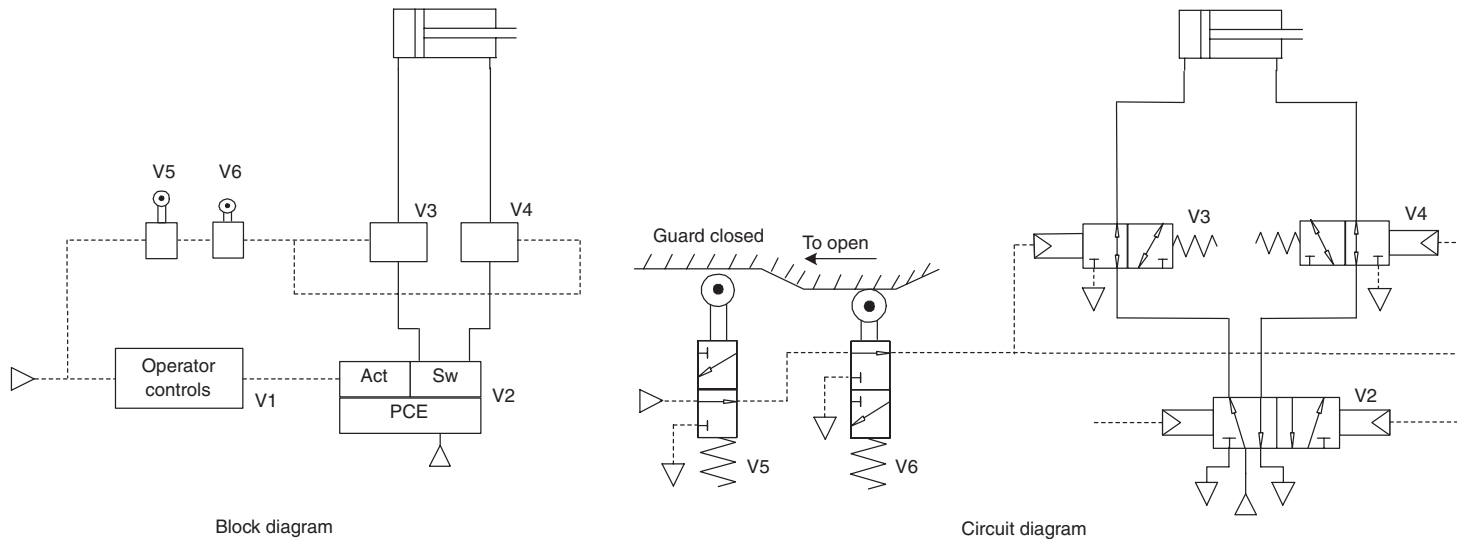 V5
V6
V3
V4
Operator
controls
V1
Act
Sw
V2
PCE
Block diagram
Guard closed
To open
V3
V4
V2
V5
V6
Circuit diagram